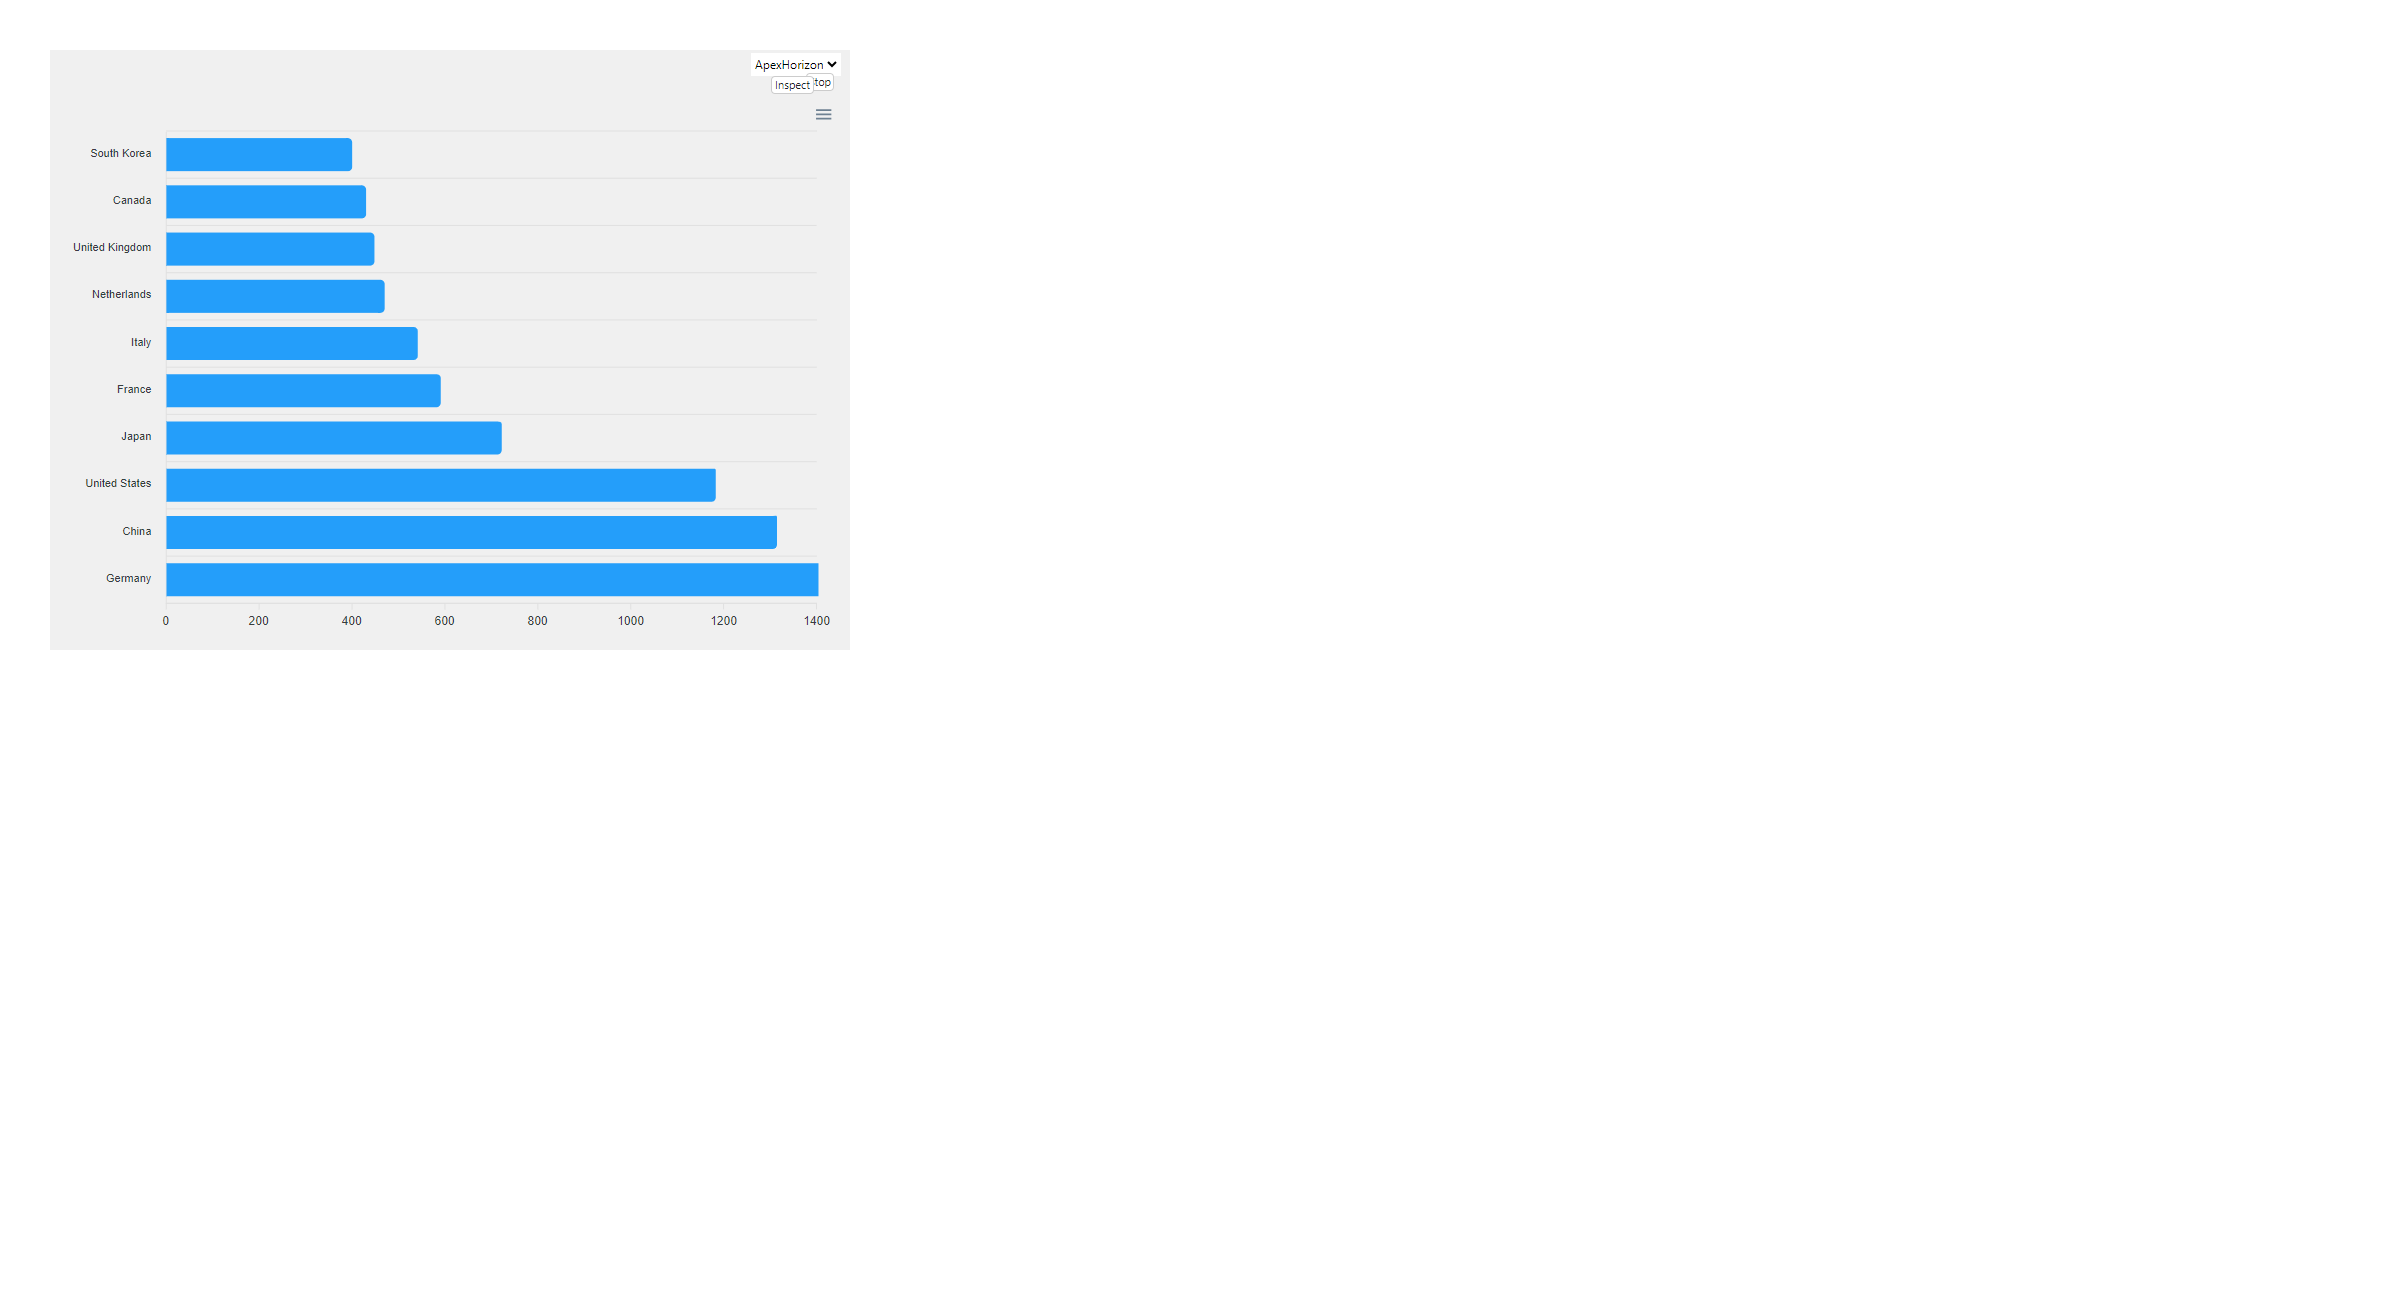 ApexHorizon
Inspect top
South Korea
Canada
United Kingdom
Netherlands
Italy
France
Japan
United States
China
Germany
0 200 400 600 800 1000 1200 1400